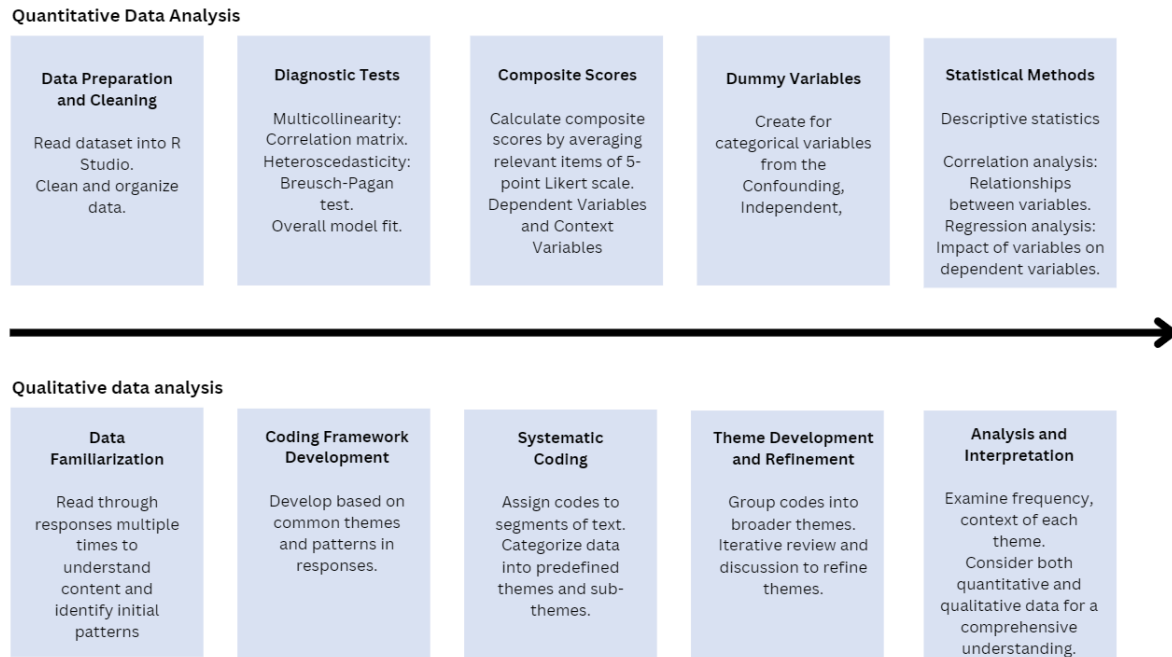 Quantitative Data Analysis
Data Preparation
and Cleaning
Read dataset into R
Studio.
Clean and organize
data.
Diagnostic Tests
Multicollinearity:
Correlation matrix.
Heteroscedasticity:
Breusch-Pagan
test.
Overall model fit.
Composite Scores
Calculate composite
scores by averaging
relevant items of 5-
point Likert scale.
Dependent Variables
and Context
Variables
Dummy Variables
Create for
categorical variables
from the
Confounding,
Independent,
Statistical Methods
Descriptive statistics
Correlation analysis:
Relationships
between variables.
Regression analysis:
Impact of variables on
dependent variables.
Qualitative data analysis
Data
Familiarization
Read through
responses multiple
times to
understand
content and
identify initial
patterns
Coding Framework
Development
Develop based on
common themes
and patterns in
responses.
Systematic
Coding
Assign codes to
segments of text.
Categorize data
into predefined
themes and sub-
themes.
Theme Development
and Refinement
Group codes into
broader themes.
Iterative review and
discussion to refine
themes.
Analysis and
Interpretation
Examine frequency,
context of each
theme.
Consider both
quantitative and
qualitative data for a
comprehensive
understanding.